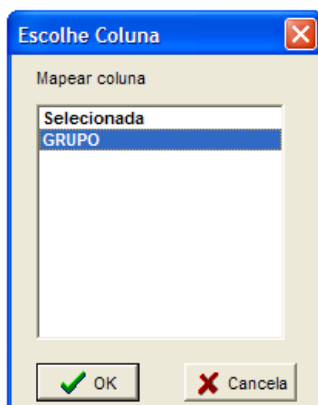 Escolhe Coluna
Mapear coluna
Selecionada
GRUPO
OK
Cancela